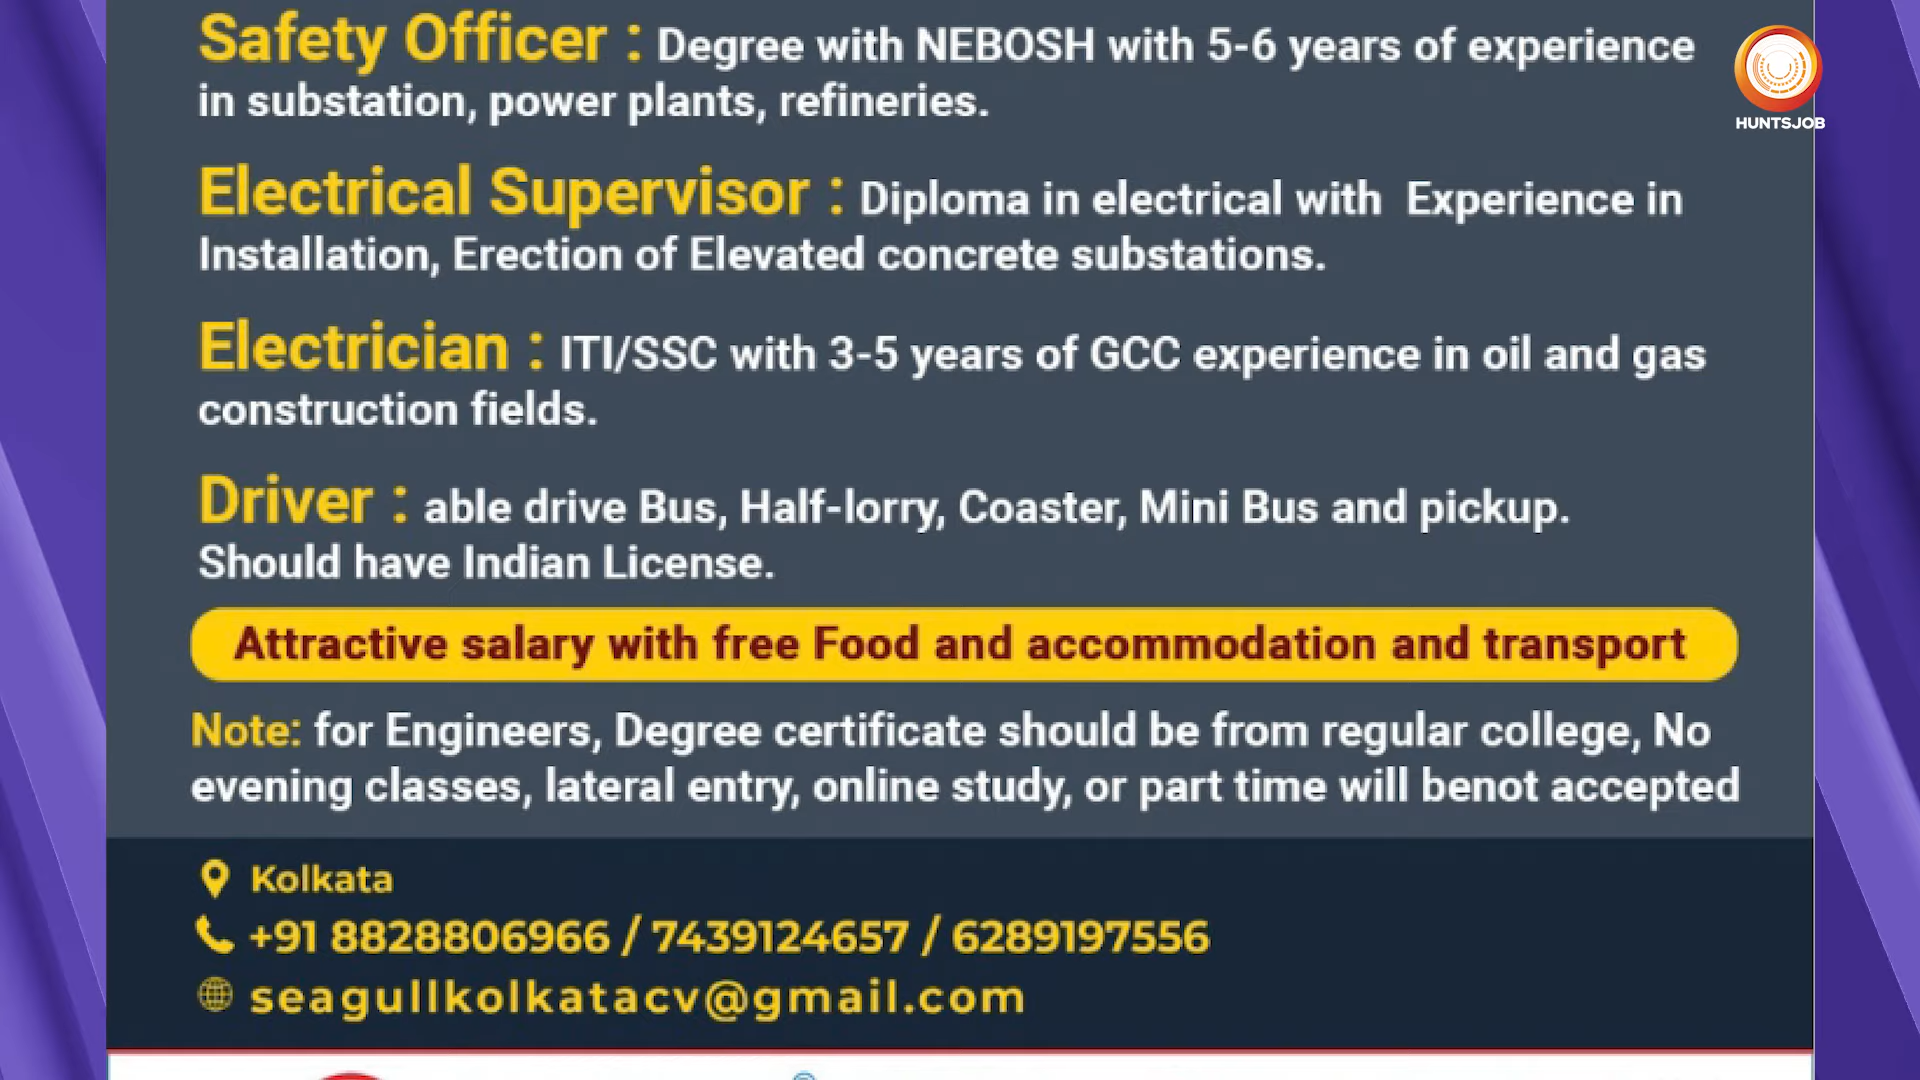 Safety Officer : Degree with NEBOSH with 5-6 years of experience
in substation, power plants, refineries.
HUNTSJOB
Electrical Supervisor : Diploma in electrical with Experience in
Installation, Erection of Elevated concrete substations.
Electrician : ITI/SSC with 3-5 years of GCC experience in oil and gas
construction fields.
Driver : able drive Bus, Half-lorry, Coaster, Mini Bus and pickup.
Should have Indian License.
Attractive salary with free Food and accommodation and transport
Note: for Engineers, Degree certificate should be from regular college, No
evening classes, lateral entry, online study, or part time will benot accepted
Kolkata
+91 8828806966 / 7439124657 / 6289197556
seagullkolkatacv@gmail.com